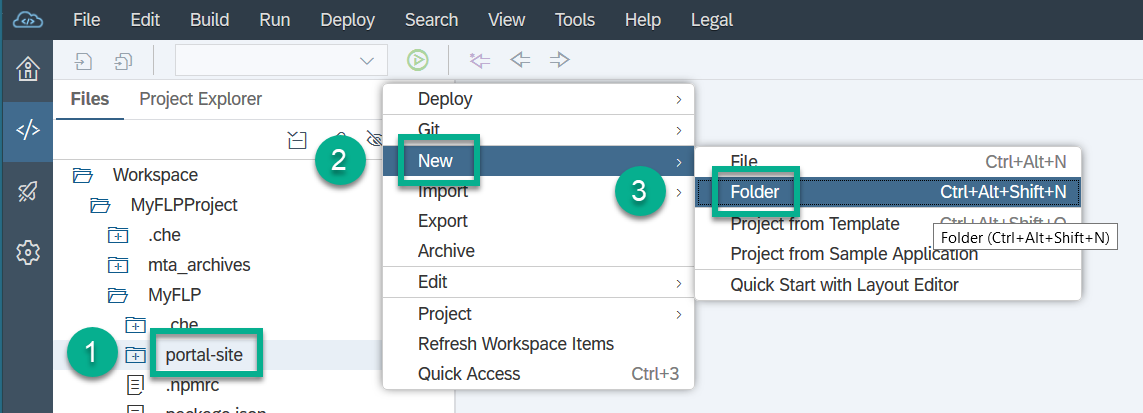 File Edit Build Run Deploy Search View Tools Help Legal
Files Project Explorer
Workspace
MyFLPProject
.che
mta_archives
MyFLP
.che
1 portal-site
.npmrc
package.json
Deploy
Git
2 New
Import
Export
Archive
Edit
Project
Refresh Workspace Items
Quick Access Ctrl+3
File Ctrl+Alt+N
3 Folder Ctrl+Alt+Shift+N
Project from Template Ctrl+Alt+Shift+O
Folder (Ctrl+Alt+Shift+N)
Project from Sample Application
Quick Start with Layout Editor